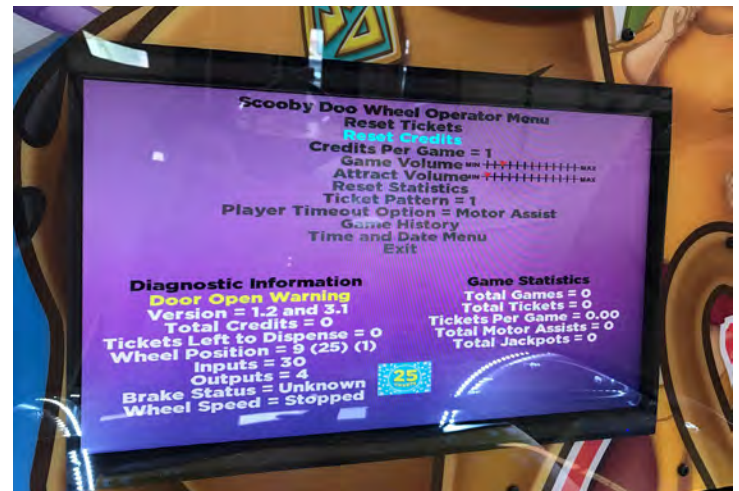 Scooby Doo Wheel Operator Menu
Reset Tickets
Reset Credits
Credits Per Game = 1
Game Volume MIN MAX
Attract Volume MIN MAX
Reset Statistics
Ticket Pattern = 1
Player Timeout Option = Motor Assist
Game History
Time and Date Menu
Exit
Diagnostic Information
Door Open Warning
Version = 1.2 and 3.1
Total Credits = 0
Tickets Left to Dispense = 0
Wheel Position = 9 (25) (1)
Inputs = 30
Outputs = 4
Brake Status = Unknown
Wheel Speed = Stopped
25
Game Statistics
Total Games = 0
Total Tickets = 0
Tickets Per Game = 0.00
Total Motor Assists = 0
Total Jackpots = 0